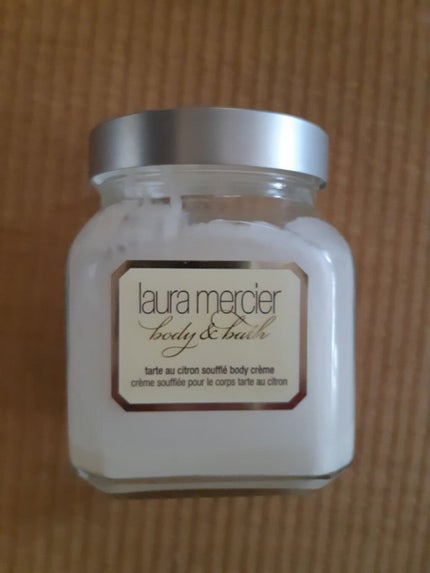 laura mercier
body & bath
tarte au citron soufflé body crème
crème soufflée pour le corps tarte au citron